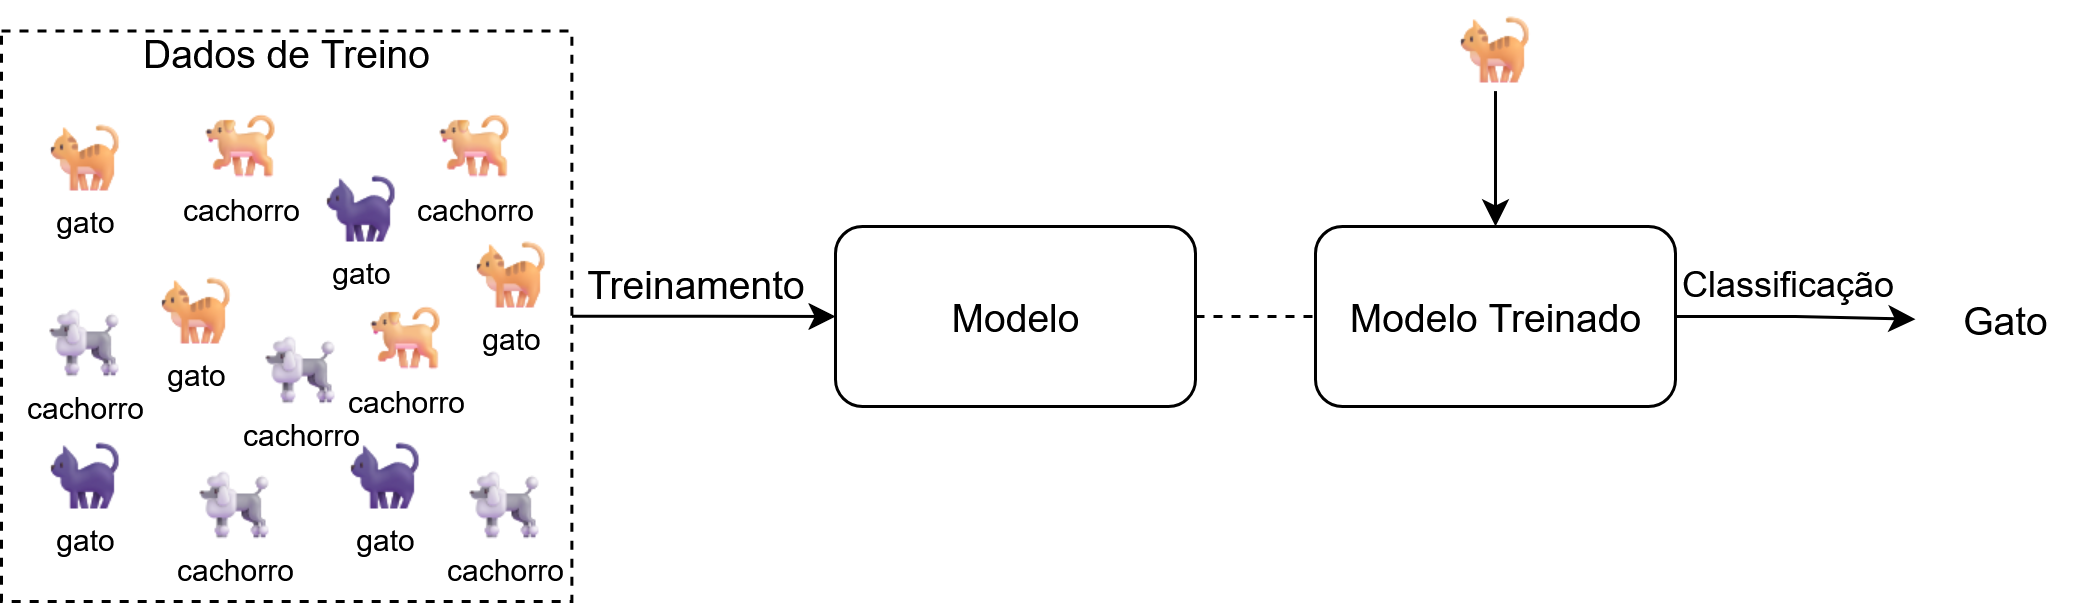 Dados de Treino
gato
cachorro
cachorro
gato
gato
gato
cachorro
cachorro
cachorro
gato
gato
cachorro
cachorro
Treinamento
Modelo
Modelo Treinado
Classificação
Gato